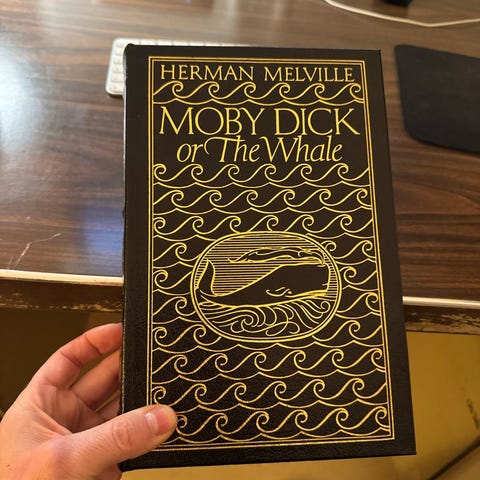 HERMAN MELVILLE
MOBY DICK
or The Whale